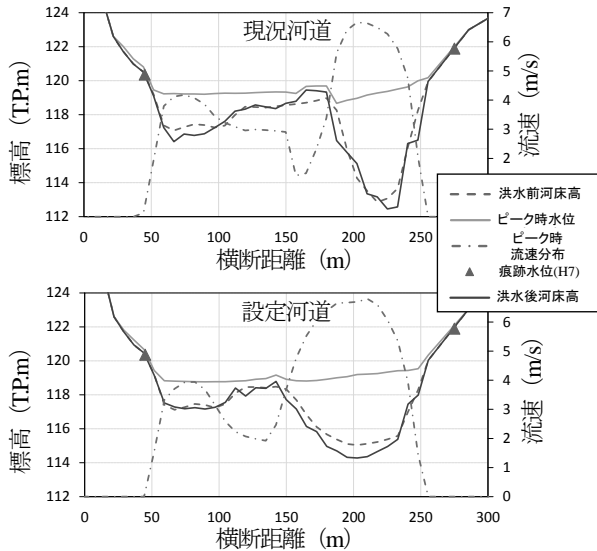 現況河道
標高 (T.P.m)
124
122
120
118
116
114
112
7
6
5
4
3
2
流速 (m/s)
0
50
100
150
200
250
横断距離 (m)
洪水前河床高
ピーク時水位
ピーク時
流速分布
痕跡水位(H7)
洪水後河床高
設定河道
標高 (T.P.m)
124
122
120
118
116
114
112
6
5
4
3
2
1
0
流速 (m/s)
0
50
100
150
200
250
300
横断距離 (m)